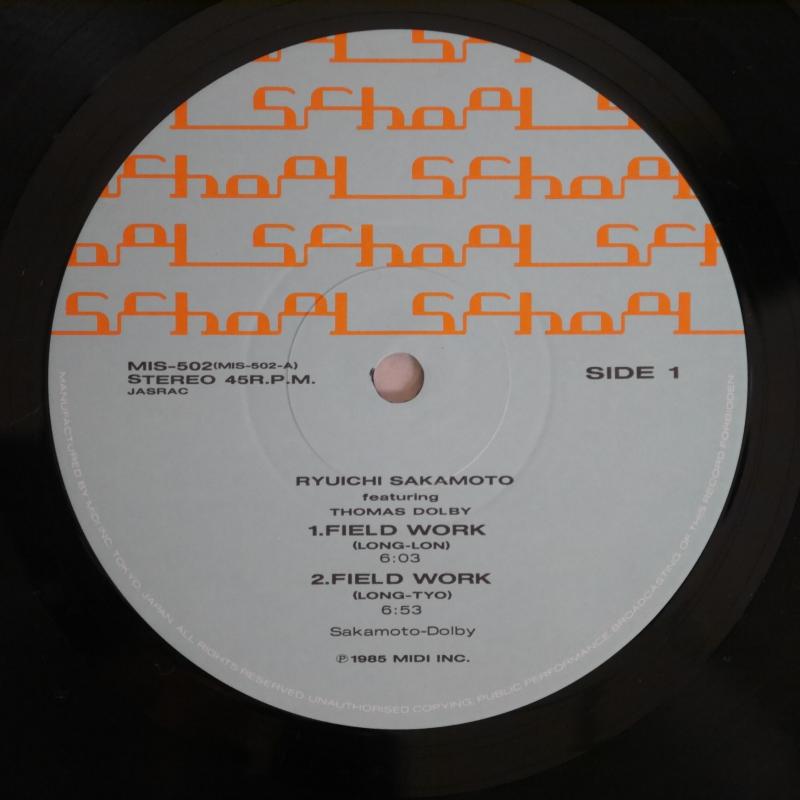 School
School School S
School School
School School Sch
School School
MIS-502(MIS-502-A)
STEREO 45R.P.M.
JASRAC
SIDE 1
RYUICHI SAKAMOTO
featuring
THOMAS DOLBY
1.FIELD WORK
(LONG-LON)
6:03
2.FIELD WORK
(LONG-TYO)
6:53
Sakamoto-Dolby
Ⓟ1985 MIDI INC.
MANUFACTURED BY MIDI INC. TOKYO, JAPAN. ALL RIGHTS RESERVED. UNAUTHORISED COPYING, PUBLIC PERFORMANCE, BROADCASTING OF THIS RECORD FORBIDDEN